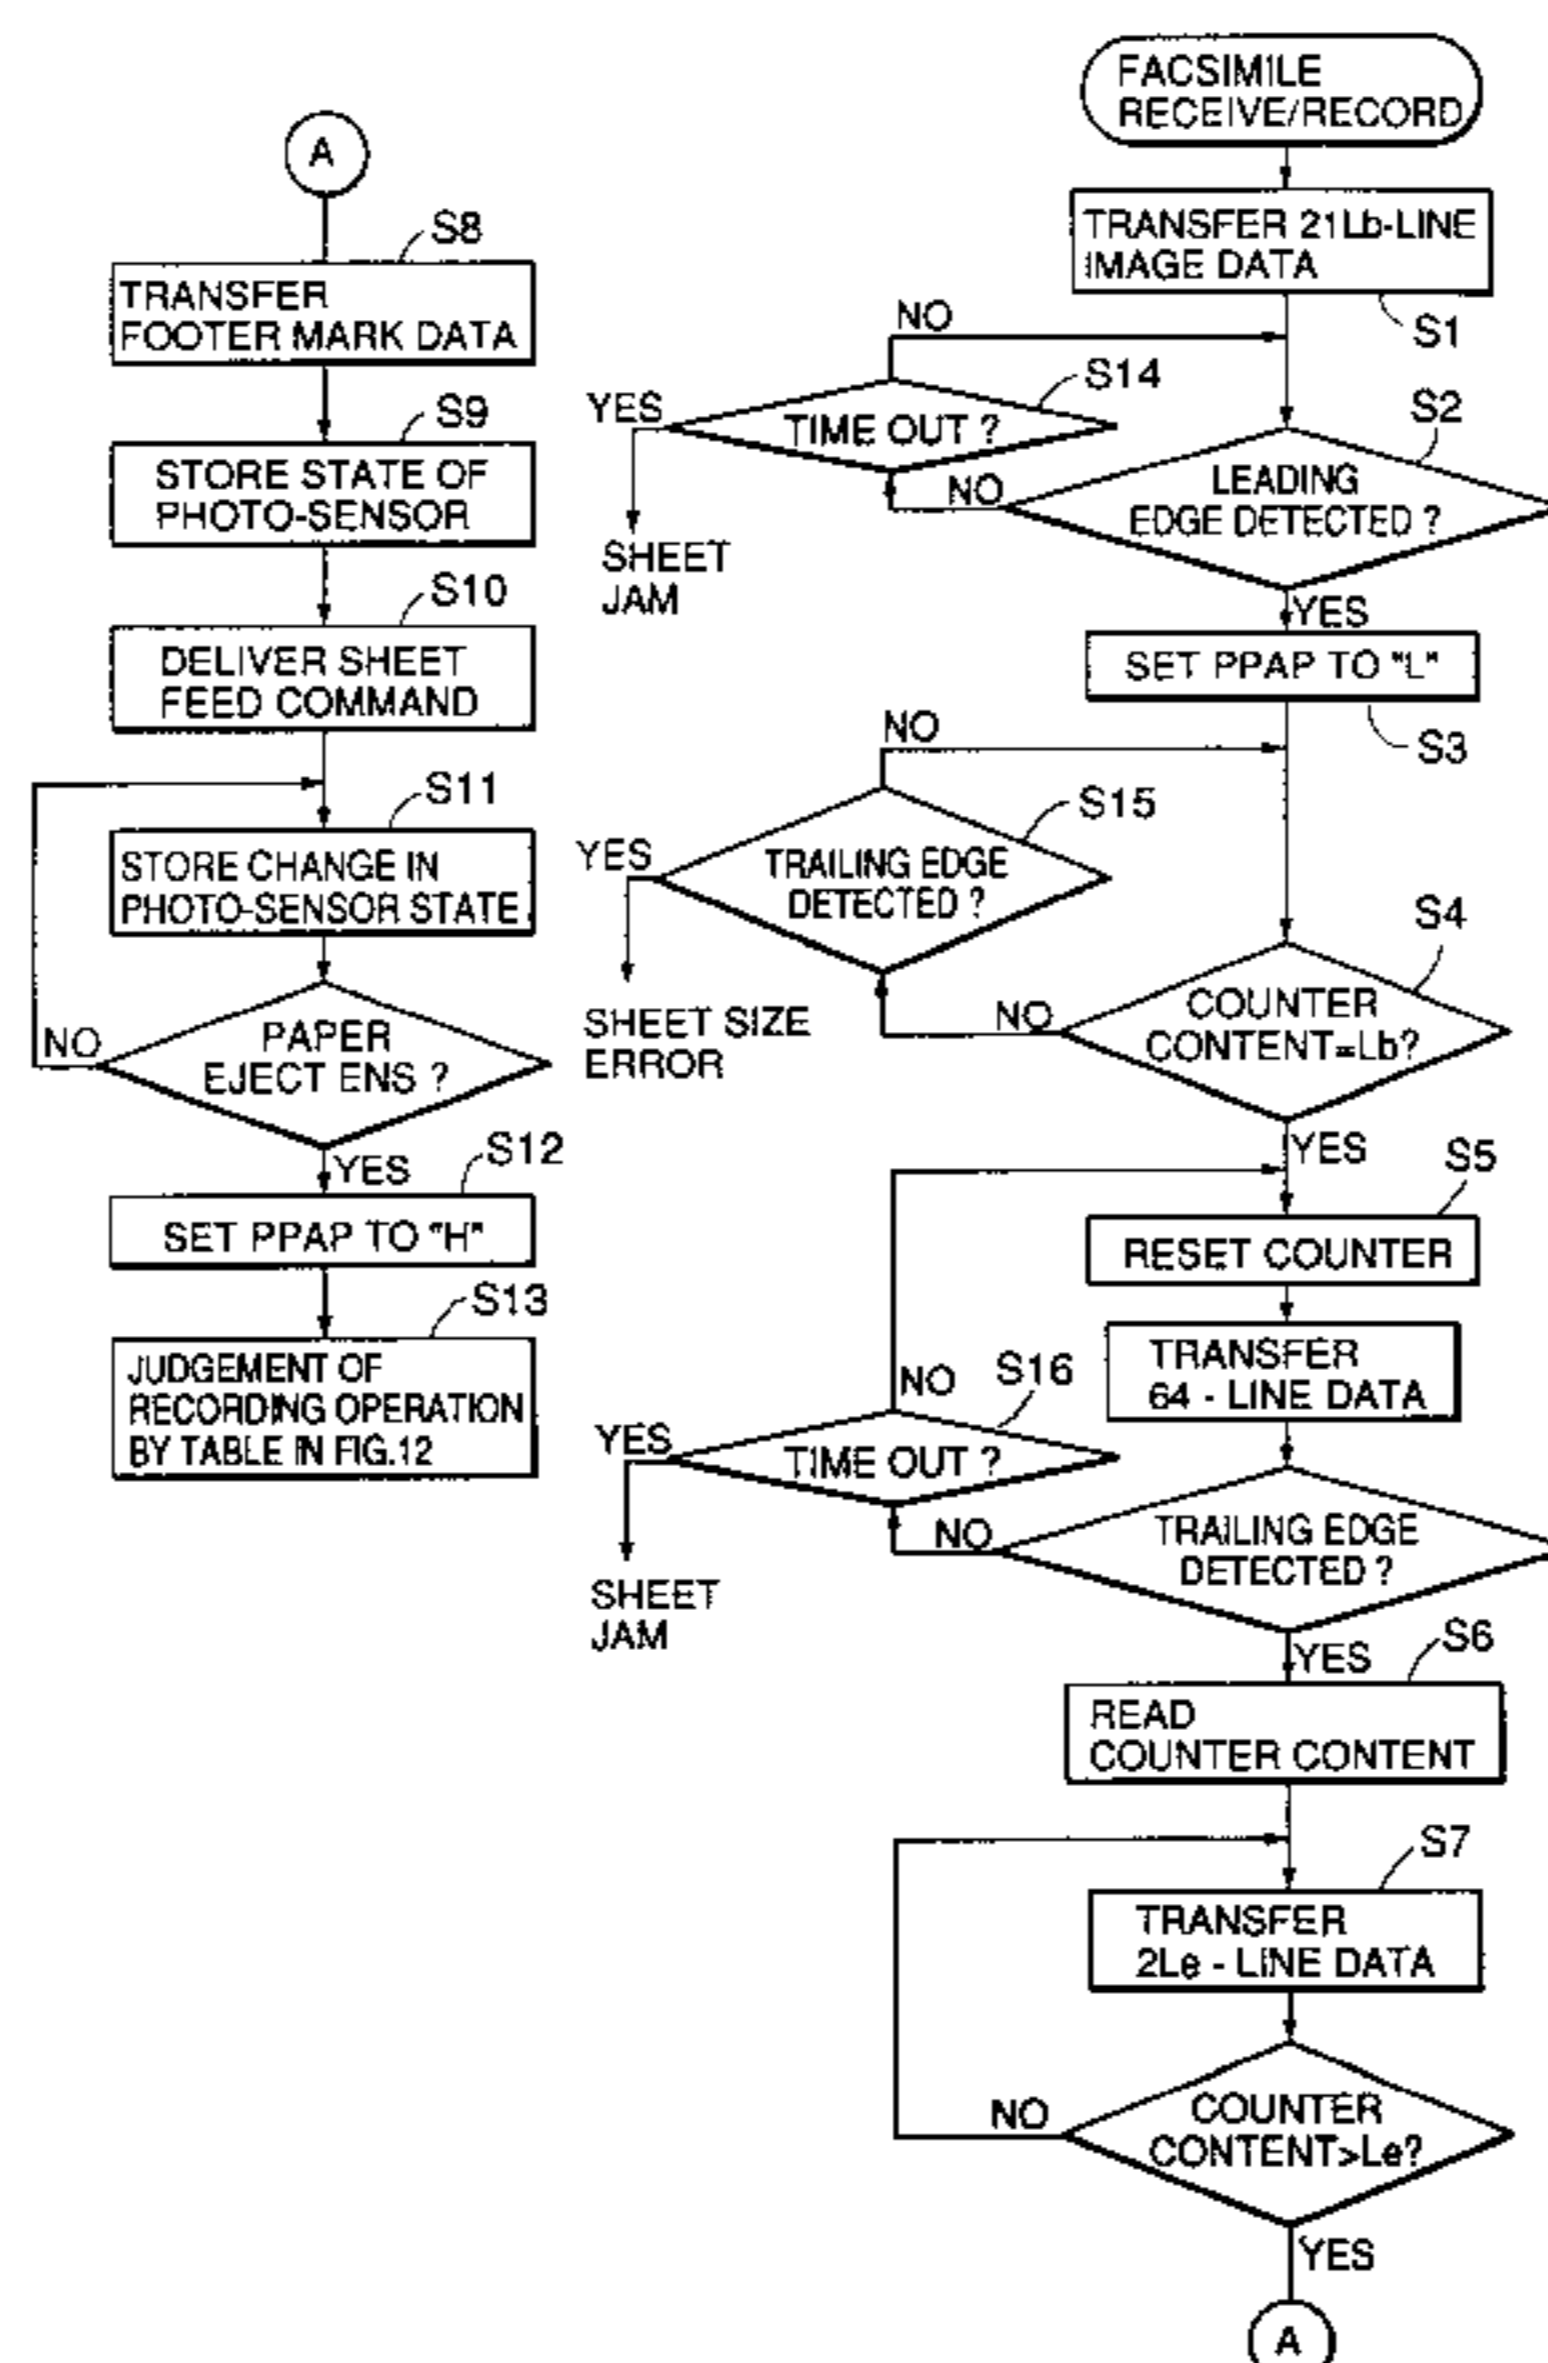 FACSIMILE
RECEIVE/RECORD
TRANSFER 21Lb-LINE
IMAGE DATA
S1
NO
S14
YES
TIME OUT ?
SHEET
JAM
S2
LEADING
EDGE DETECTED ?
NO
YES
SET PPAP TO "L"
S3
NO
S15
YES
TRAILING EDGE
DETECTED ?
SHEET SIZE
ERROR
S4
COUNTER
CONTENT=Lb?
NO
YES
S5
RESET COUNTER
TRANSFER
64 - LINE DATA
NO
S16
YES
TIME OUT ?
SHEET
JAM
NO
TRAILING EDGE
DETECTED ?
YES
S6
READ
COUNTER CONTENT
S7
TRANSFER
2Le - LINE DATA
NO
COUNTER
CONTENT>Le?
YES
A
A
S8
TRANSFER
FOOTER MARK DATA
S9
STORE STATE OF
PHOTO-SENSOR
S10
DELIVER SHEET
FEED COMMAND
S11
STORE CHANGE IN
PHOTO-SENSOR STATE
NO
PAPER
EJECT ENS ?
YES
S12
SET PPAP TO "H"
S13
JUDGEMENT OF
RECORDING OPERATION
BY TABLE IN FIG.12